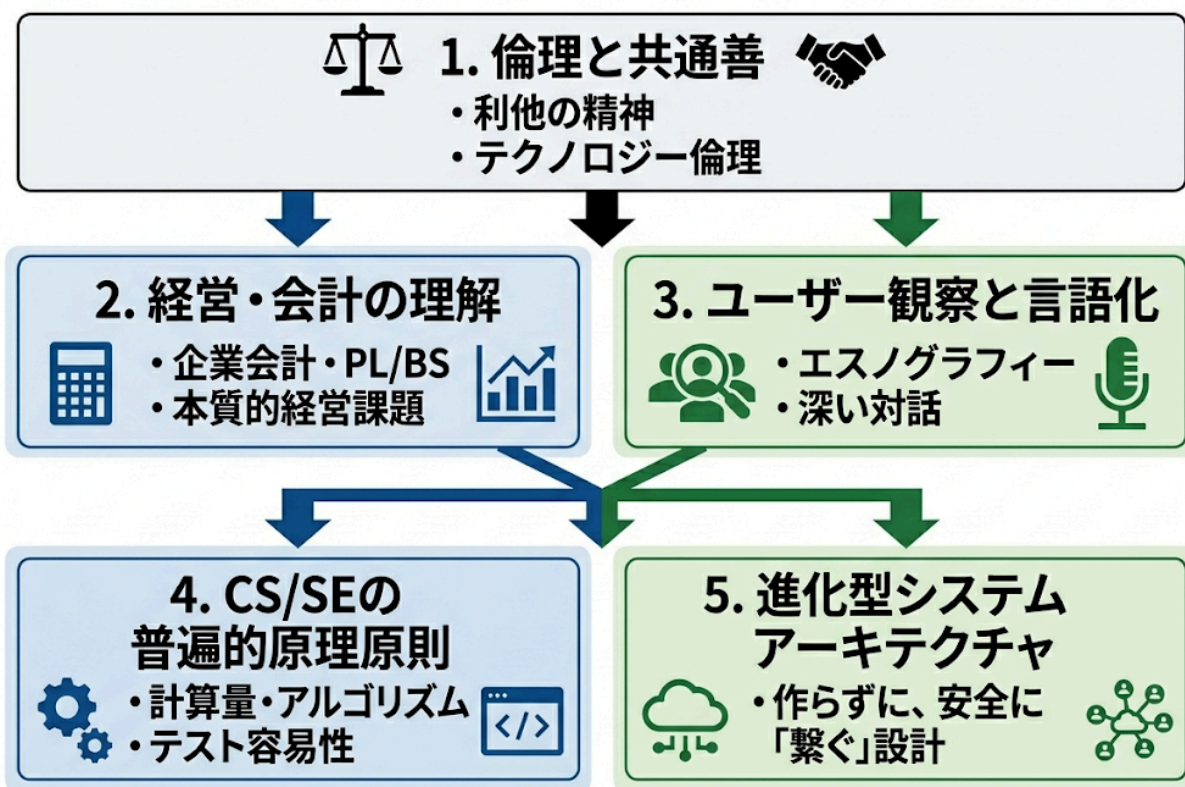 1. 倫理と共通善
・利他の精神
・テクノロジー倫理
2. 経営・会計の理解
・企業会計・PL/BS
・本質的経営課題
3. ユーザー観察と言語化
・エスノグラフィー
・深い対話
4. CS/SEの
普遍的原理原則
・計算量・アルゴリズム
・テスト容易性
</>
5. 進化型システム
アーキテクチャ
・作らずに、安全に
「繋ぐ」設計